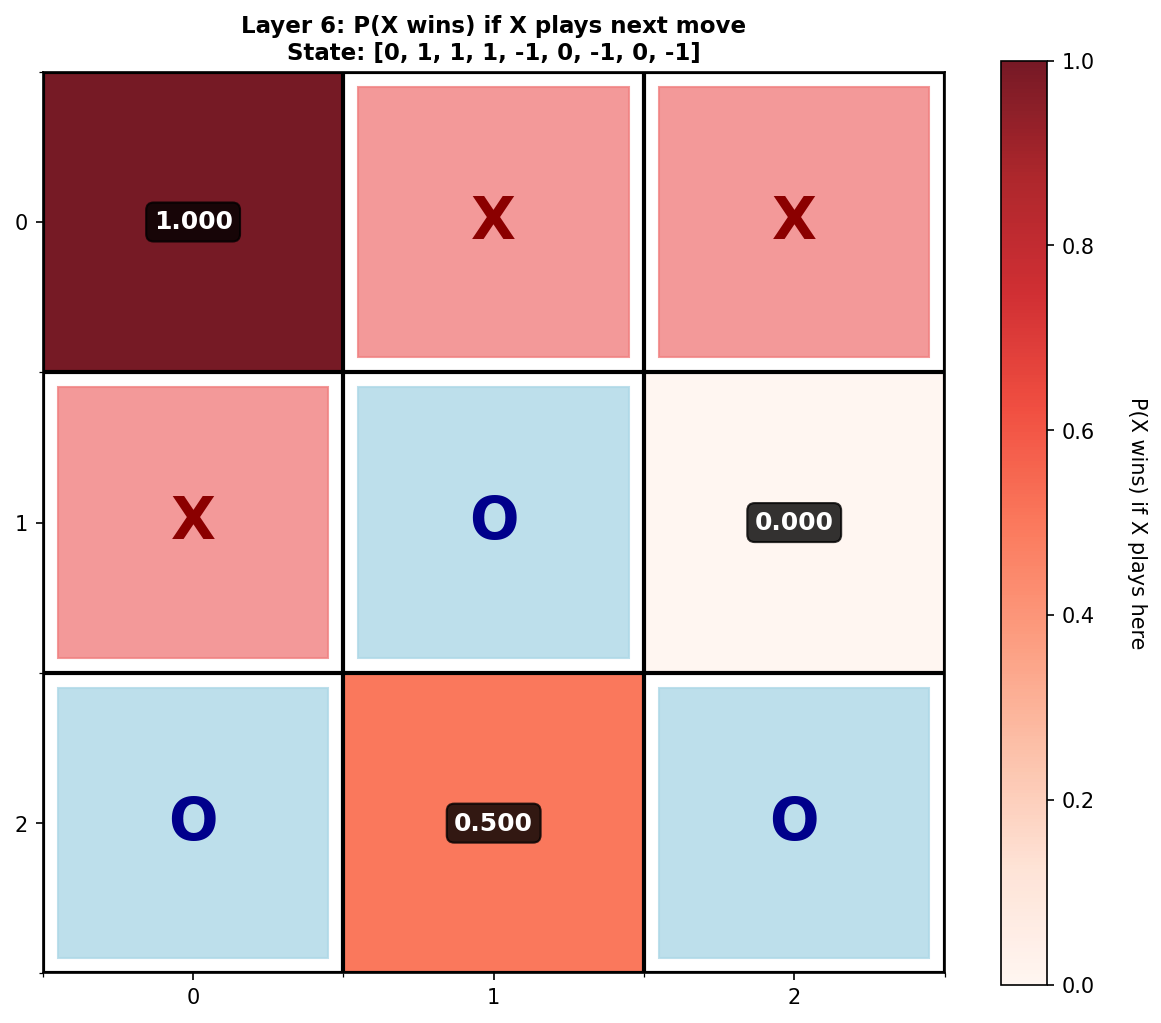 Layer 6: P(X wins) if X plays next move
State: [0, 1, 1, 1, -1, 0, -1, 0, -1]
0
1.000
X
X
1
X
O
0.000
2
O
0.500
O
0
1
2
1.0
0.8
0.6
0.4
0.2
0.0
P(X wins) if X plays here